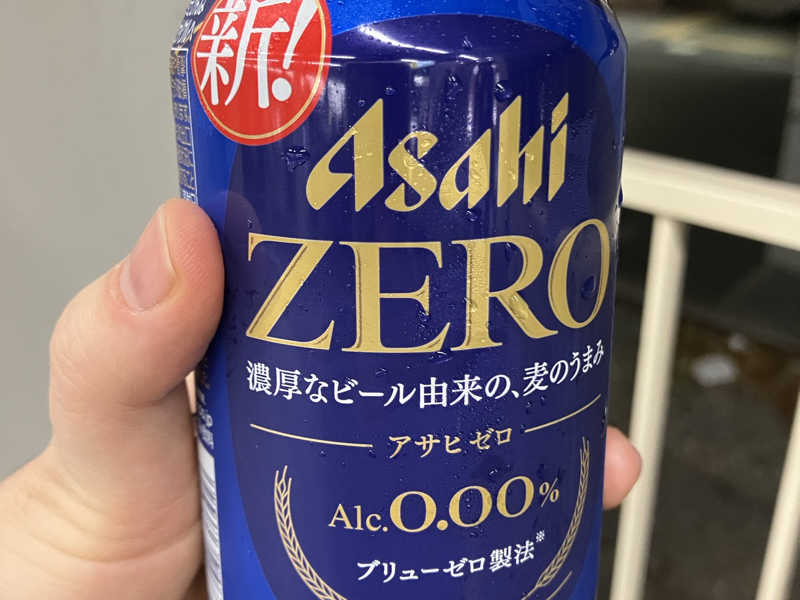 新!
Asahi
ZERO
濃厚なビール由来の、麦のうまみ
アサヒゼロ
Alc.0.00%
ブリューゼロ製法※